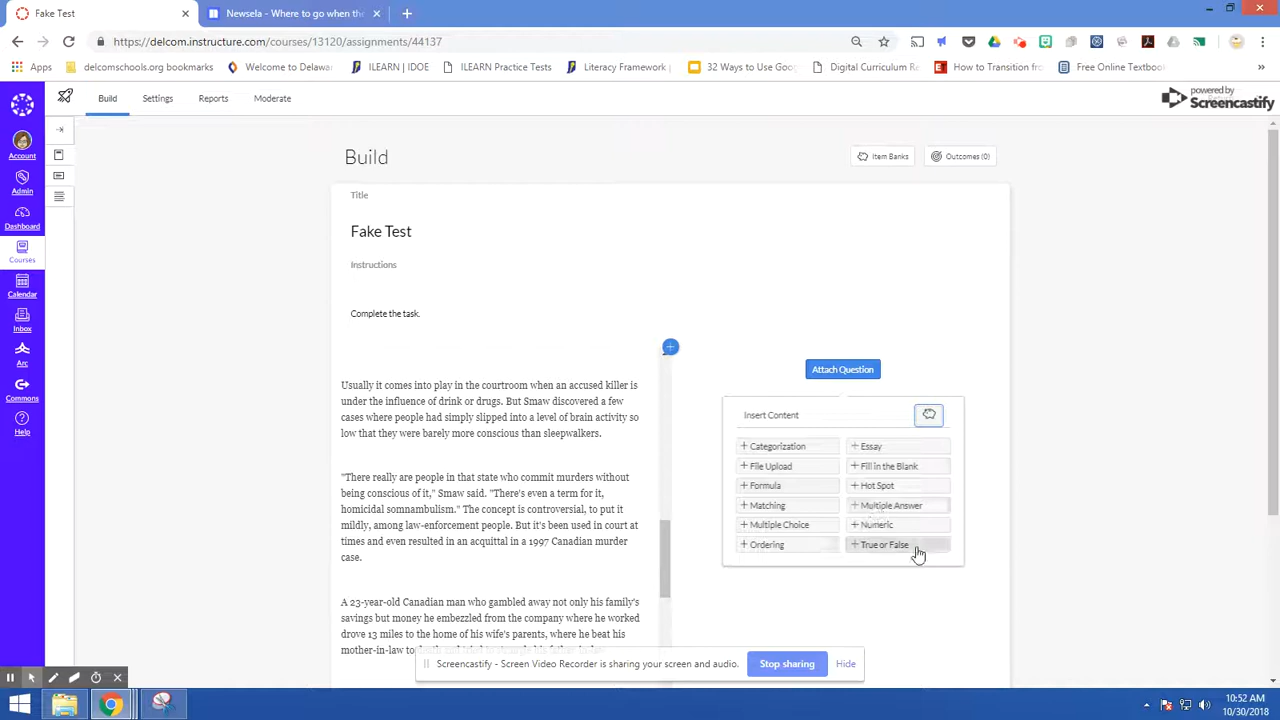 Fake Test
Newsela - Where to go when the
https://delcom.instructure.com/courses/13120/assignments/44137
Apps
delcomschools.org bookmarks
Welcome to Delawar
ILEARN | IDOE
ILEARN Practice Tests
Literacy Framework (
32 Ways to Use Goo
Digital Curriculum Re
How to Transition fr
Free Online Textbook
»
Build
Settings
Reports
Moderate
powered by
Screencastify
Account
Admin
Dashboard
Courses
Calendar
Inbox
Arc
Commons
Help
Build
Item Banks
Outcomes (0)
Title
Fake Test
Instructions
Complete the task.
Usually it comes into play in the courtroom when an accused killer is
under the influence of drink or drugs. But Smaw discovered a few
cases where people had simply slipped into a level of brain activity so
low that they were barely more conscious than sleepwalkers.
"There really are people in that state who commit murders without
being conscious of it," Smaw said. "There's even a term for it,
homicidal somnambulism." The concept is controversial, to put it
mildly, among law-enforcement people. But it's been used in court at
times and even resulted in an acquittal in a 1997 Canadian murder
case.
A 23-year-old Canadian man who gambled away not only his family's
savings but money he embezzled from the company where he worked
drove 13 miles to the home of his wife's parents, where he beat his
mother-in-law to
Attach Question
Insert Content
+ Categorization
+ Essay
+ File Upload
+ Fill in the Blank
+ Formula
+ Hot Spot
+ Matching
+ Multiple Answer
+ Multiple Choice
+ Numeric
+ Ordering
+ True or False
Screencastify - Screen Video Recorder is sharing your screen and audio.
Stop sharing
Hide
10:52 AM
10/30/2018